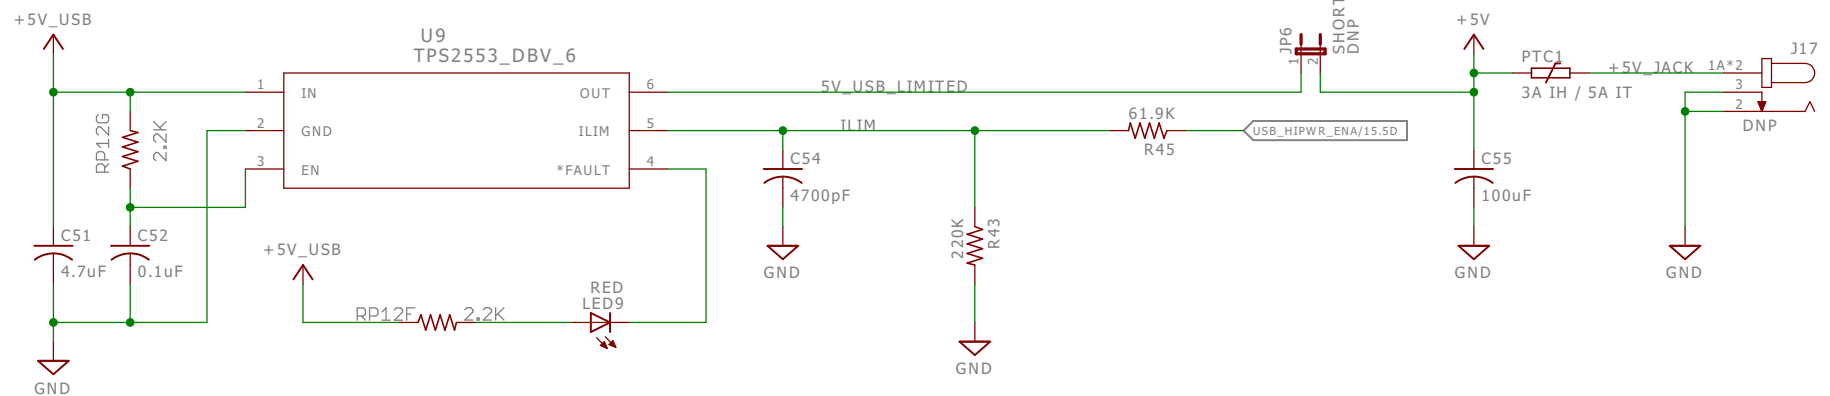 +5V_USB
U9
TPS2553_DBV_6
1
IN
2
GND
3
EN
OUT
6
ILIM
5
*FAULT
4
RP12G
2.2K
C51
4.7uF
C52
0.1uF
GND
+5V_USB
RP12F
2.2K
RED
LED9
5V_USB_LIMITED
ILIM
C54
4700pF
GND
220K
R43
GND
61.9K
R45
USB_HIPWR_ENA/15.5D
JP6
1
2
SHORT
DNP
+5V
C55
100uF
GND
PTC1
3A IH / 5A IT
+5V_JACK
1A*2
3
2
J17
DNP
GND